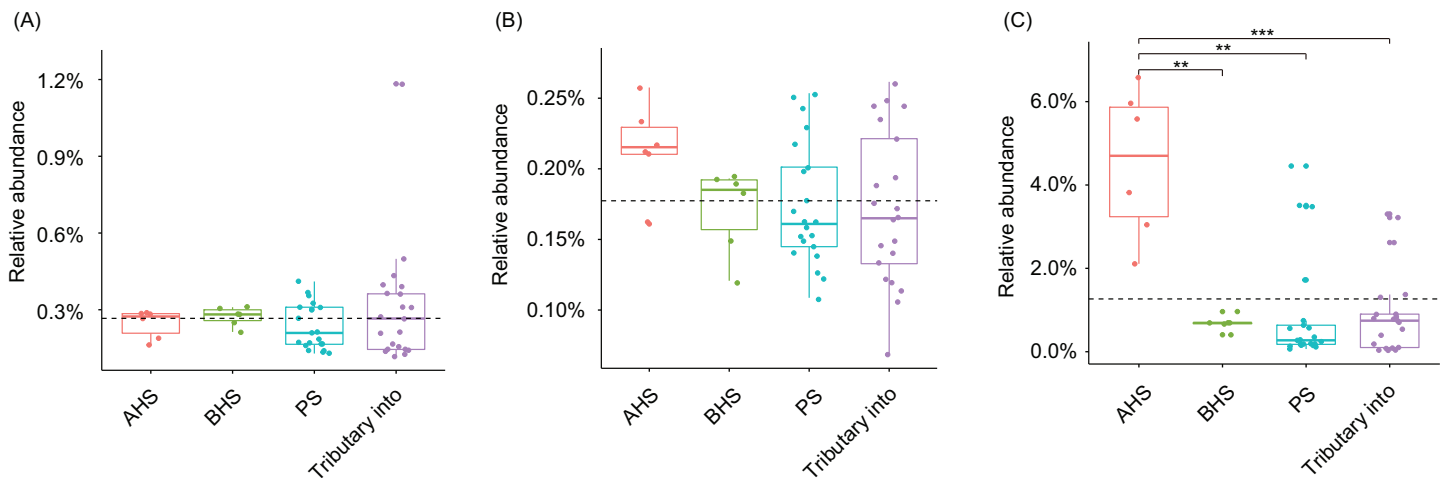 (A)
Relative abundance
1.2%
0.9%
0.6%
0.3%
AHS
BHS
PS
Tributary into
(B)
Relative abundance
0.25%
0.20%
0.15%
0.10%
AHS
BHS
PS
Tributary into
(C)
Relative abundance
6.0%
4.0%
2.0%
0.0%
***
**
**
AHS
BHS
PS
Tributary into